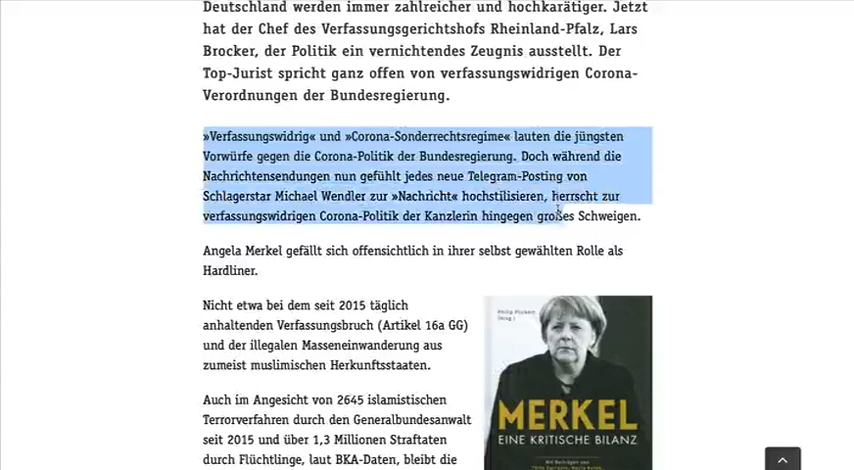 Deutschland werden immer zahlreicher und hochkarätiger. Jetzt
hat der Chef des Verfassungsgerichtshofs Rheinland-Pfalz, Lars
Brocker, der Politik ein vernichtendes Zeugnis ausstellt. Der
Top-Jurist spricht ganz offen von verfassungswidrigen Corona-
Verordnungen der Bundesregierung.
»Verfassungswidrig« und »Corona-Sonderrechtsregime« lauten die jüngsten
Vorwürfe gegen die Corona-Politik der Bundesregierung. Doch während die
Nachrichtensendungen nun gefühlt jedes neue Telegram-Posting von
Schlagerstar Michael Wendler zur »Nachricht« hochstilisieren, herrscht zur
verfassungswidrigen Corona-Politik der Kanzlerin hingegen großes Schweigen.
Angela Merkel gefällt sich offensichtlich in ihrer selbst gewählten Rolle als
Hardliner.
Nicht etwa bei dem seit 2015 täglich
anhaltenden Verfassungsbruch (Artikel 16a GG)
und der illegalen Masseneinwanderung aus
zumeist muslimischen Herkunftsstaaten.
Auch im Angesicht von 2645 islamistischen
Terrorverfahren durch den Generalbundesanwalt
seit 2015 und über 1,3 Millionen Straftaten
durch Flüchtlinge, laut BKA-Daten, bleibt die
Philip Plickert
(Hrsg.)
MERKEL
EINE KRITISCHE BILANZ
Mit Beiträgen von